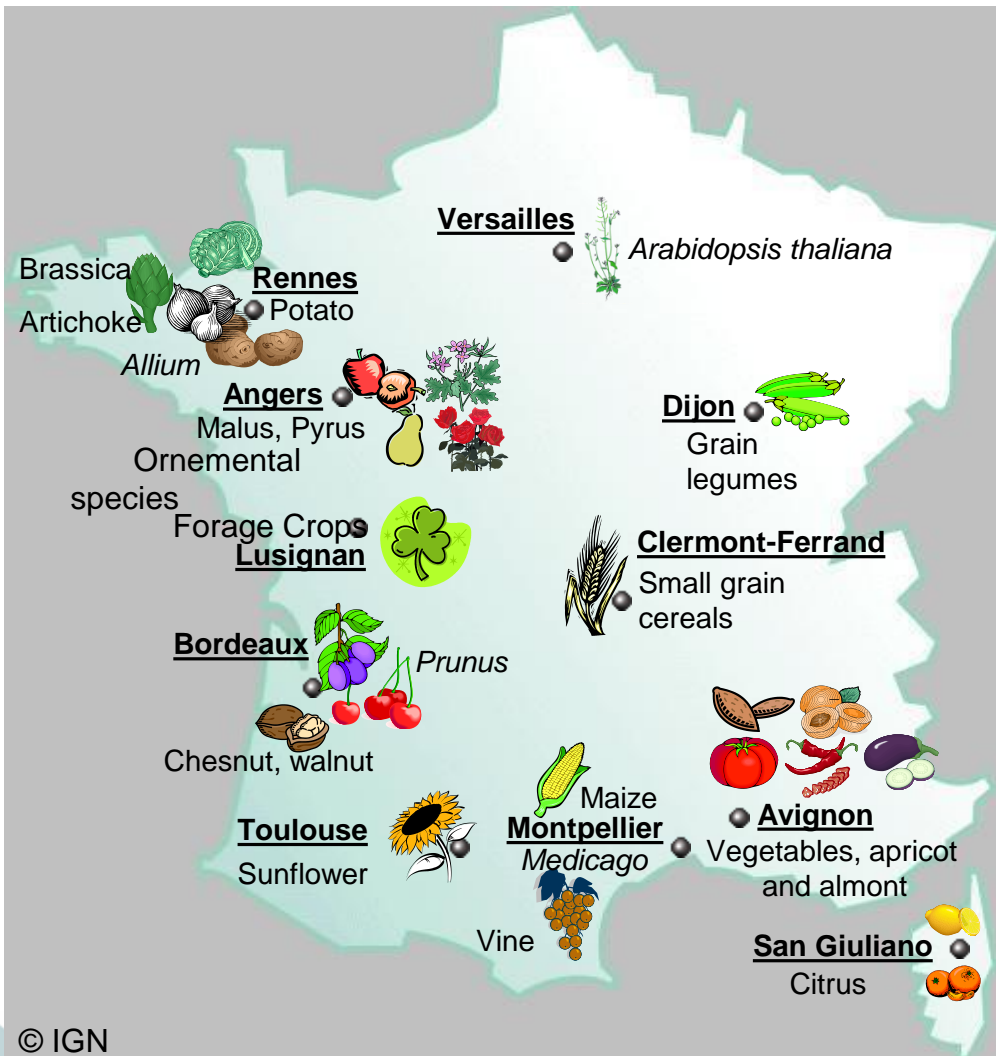 Versailles
Arabidopsis thaliana
Brassica
Rennes
Artichoke
Potato
Allium
Angers
Malus, Pyrus
Ornemental
species
Dijon
Grain
legumes
Forage Crops
Lusignan
Clermont-Ferrand
Small grain
cereals
Bordeaux
Prunus
Chesnut, walnut
Maize
Toulouse
Montpellier
Avignon
Sunflower
Medicago
Vegetables, apricot
and almont
Vine
San Giuliano
Citrus
© IGN